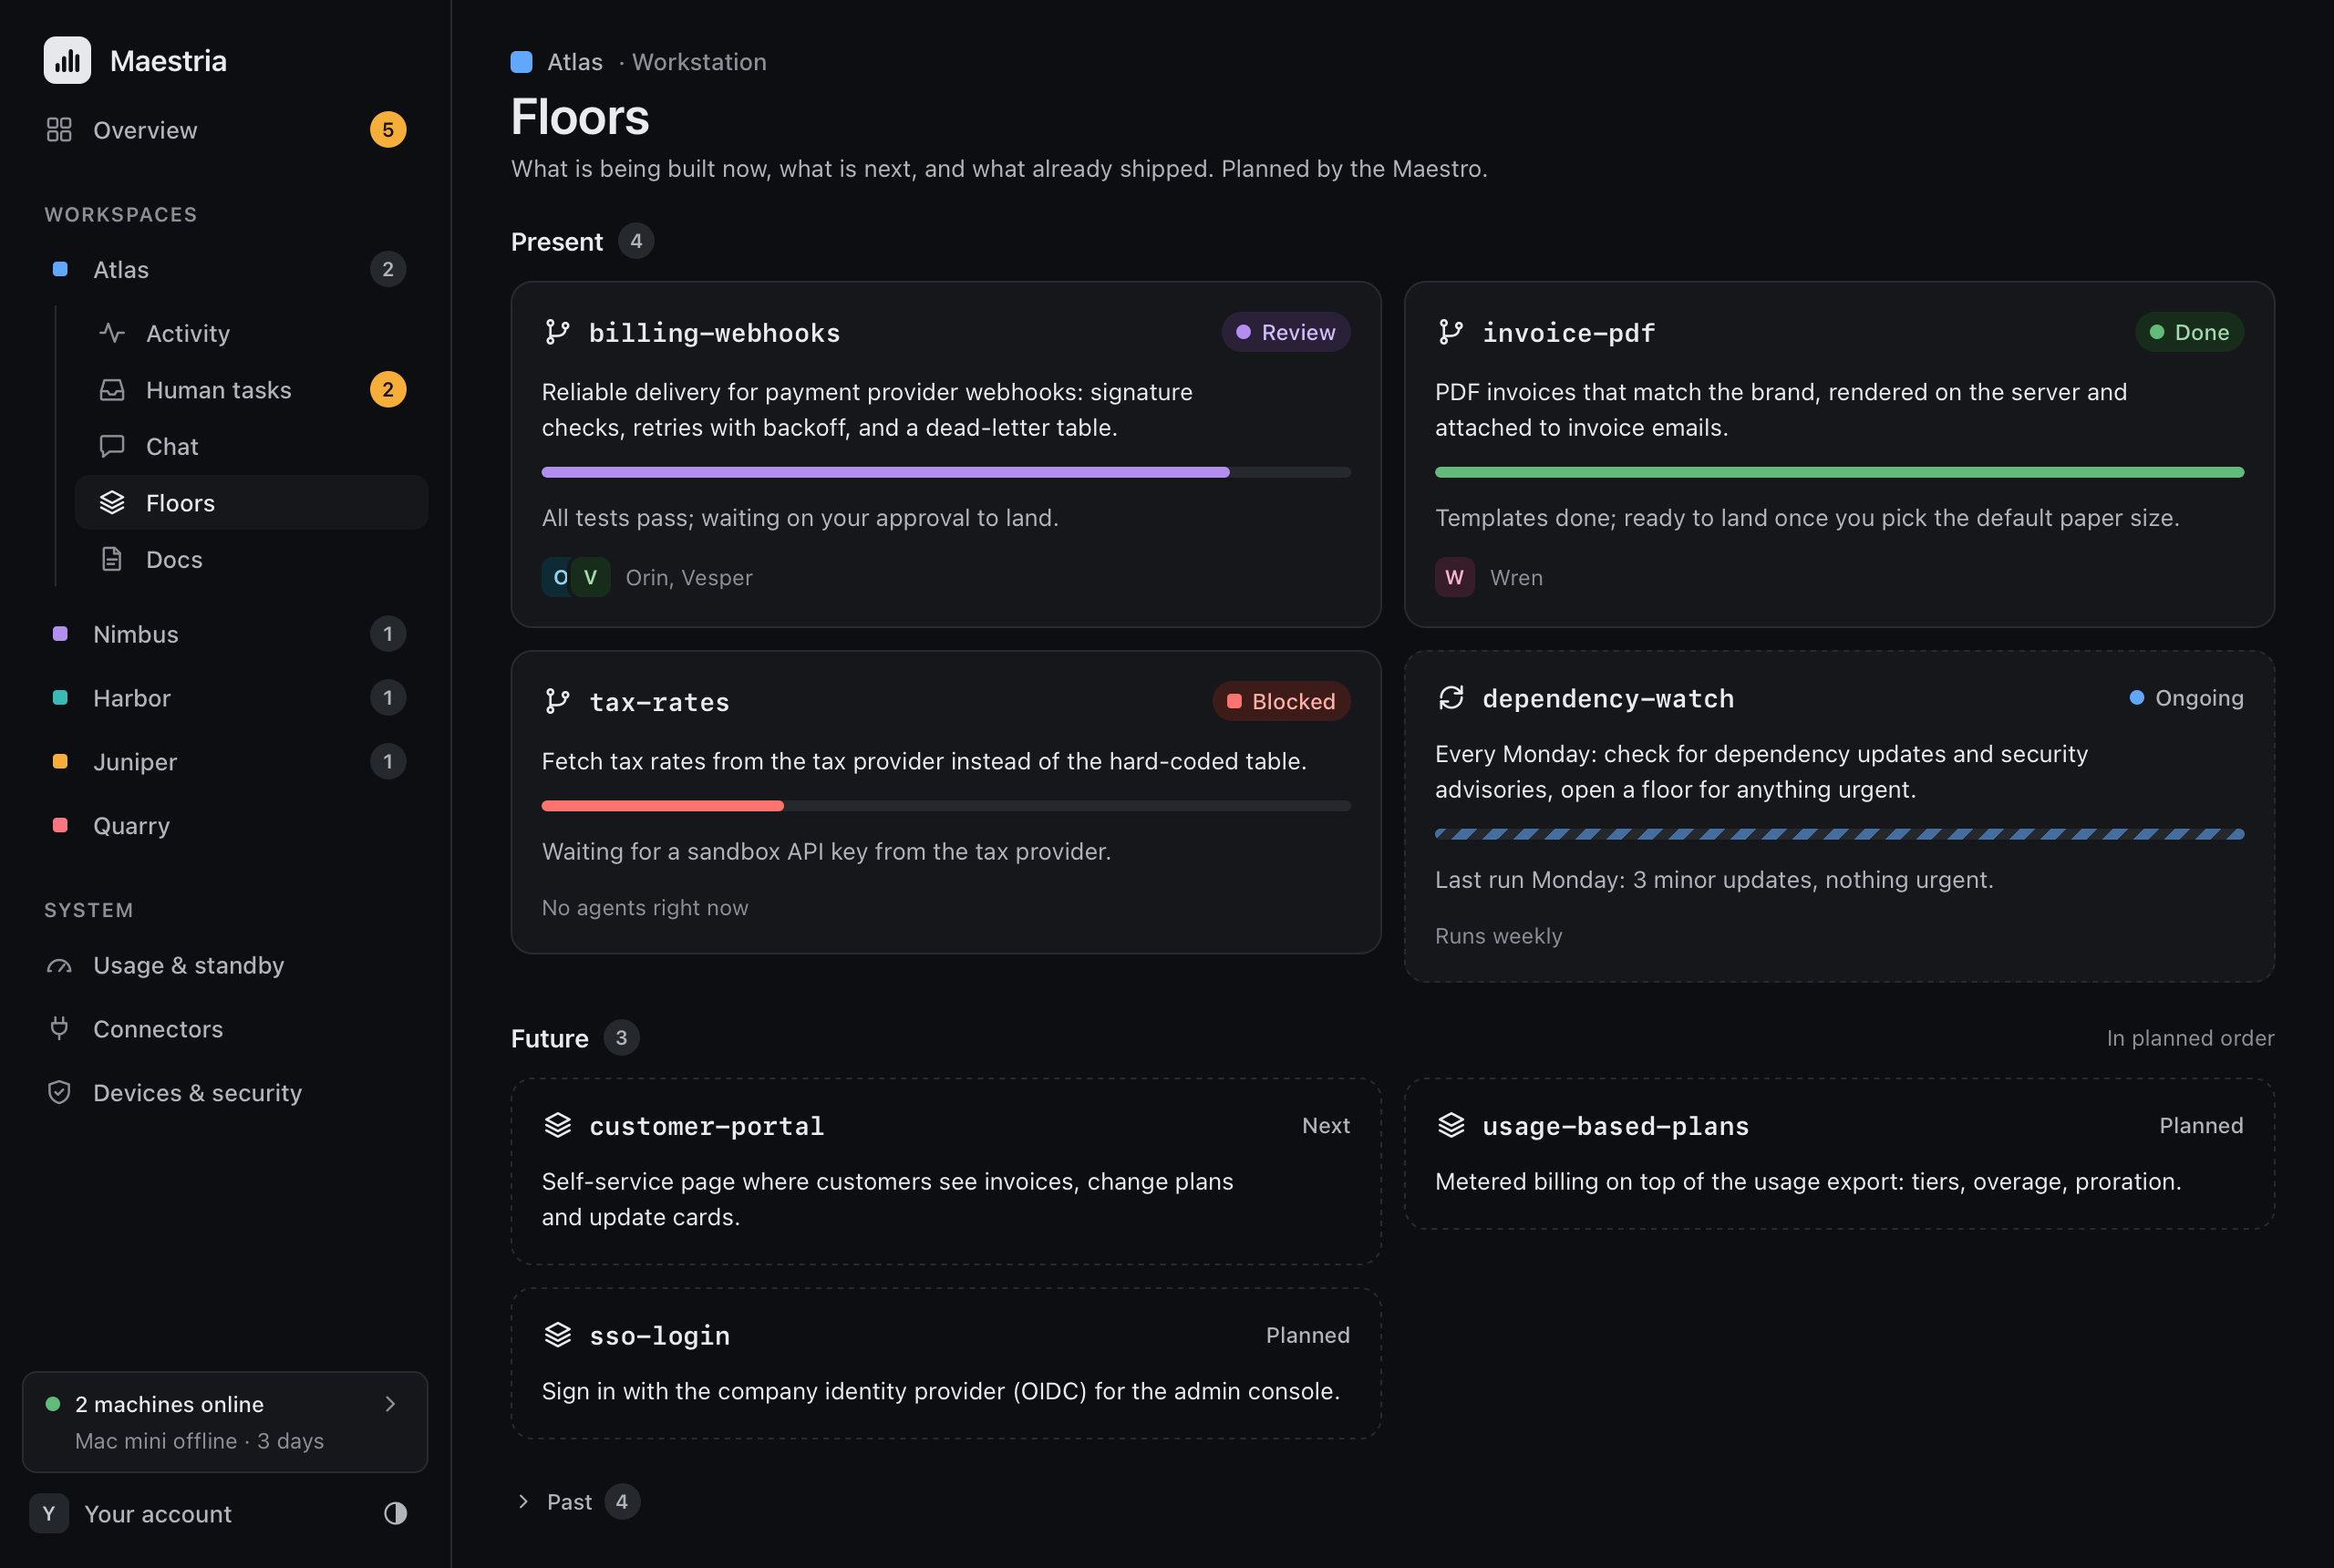 Maestria
Overview 5
WORKSPACES
Atlas 2
Activity
Human tasks 2
Chat
Floors
Docs
Nimbus 1
Harbor 1
Juniper 1
Quarry
SYSTEM
Usage & standby
Connectors
Devices & security
2 machines online
Mac mini offline · 3 days
Y Your account
Atlas · Workstation
Floors
What is being built now, what is next, and what already shipped. Planned by the Maestro.
Present 4
billing-webhooks Review
Reliable delivery for payment provider webhooks: signature
checks, retries with backoff, and a dead-letter table.
All tests pass; waiting on your approval to land.
O V Orin, Vesper
invoice-pdf Done
PDF invoices that match the brand, rendered on the server and
attached to invoice emails.
Templates done; ready to land once you pick the default paper size.
W Wren
tax-rates Blocked
Fetch tax rates from the tax provider instead of the hard-coded table.
Waiting for a sandbox API key from the tax provider.
No agents right now
dependency-watch Ongoing
Every Monday: check for dependency updates and security
advisories, open a floor for anything urgent.
Last run Monday: 3 minor updates, nothing urgent.
Runs weekly
Future 3 In planned order
customer-portal Next
Self-service page where customers see invoices, change plans
and update cards.
usage-based-plans Planned
Metered billing on top of the usage export: tiers, overage, proration.
sso-login Planned
Sign in with the company identity provider (OIDC) for the admin console.
Past 4